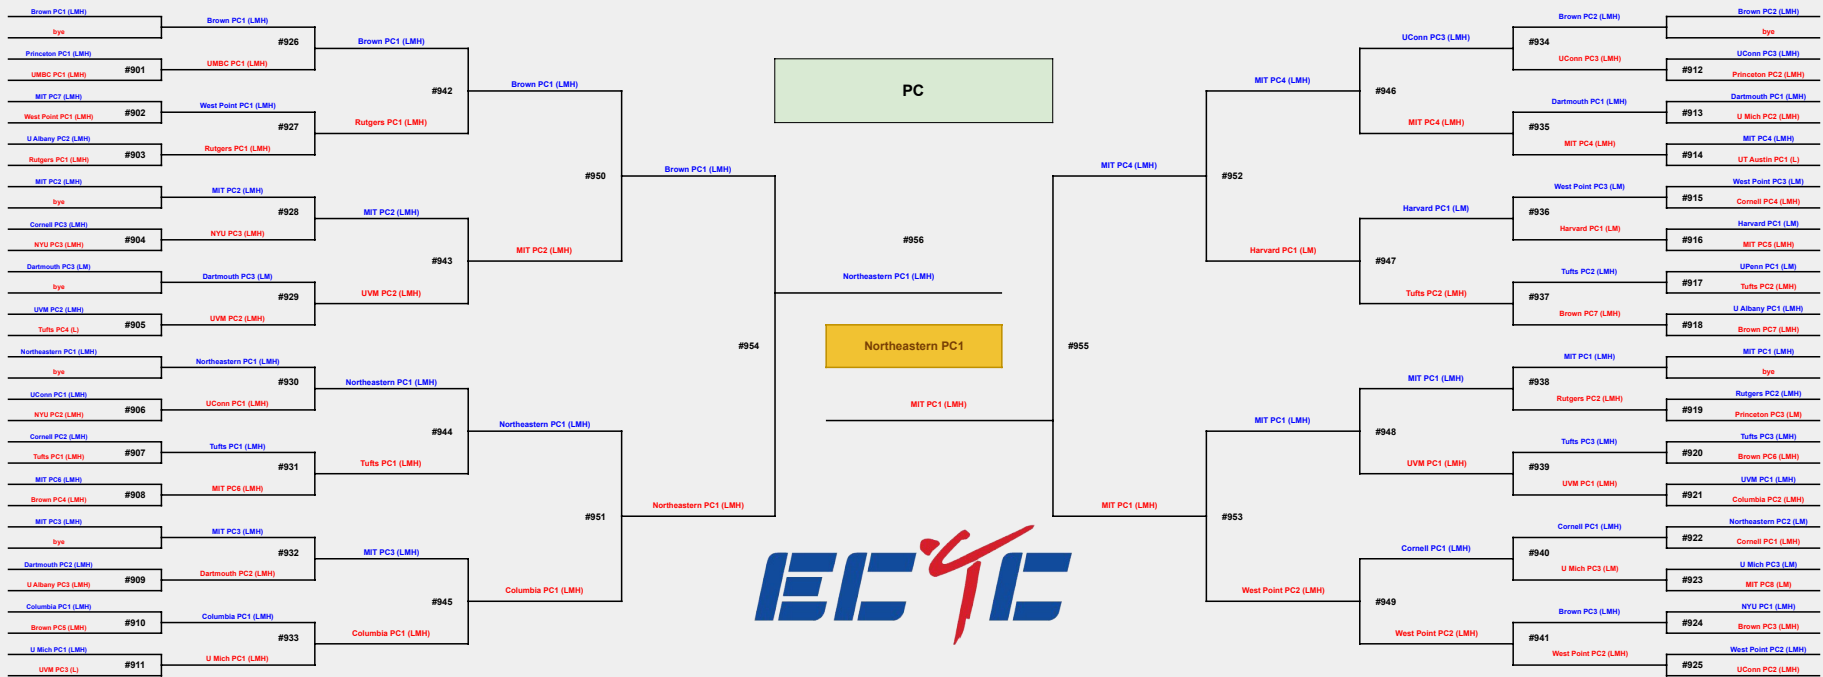 Brown PC1 (LMH)
bye
Princeton PC1 (LMH)
UMBC PC1 (LMH)
#901
MIT PC7 (LMH)
West Point PC1 (LMH)
#902
U Albany PC2 (LMH)
Rutgers PC1 (LMH)
#903
MIT PC2 (LMH)
bye
Cornell PC3 (LMH)
NYU PC3 (LMH)
#904
Dartmouth PC3 (LM)
bye
UVM PC2 (LMH)
Tufts PC4 (L)
#905
Northeastern PC1 (LMH)
bye
UConn PC1 (LMH)
NYU PC2 (LMH)
#906
Cornell PC2 (LMH)
Tufts PC1 (LMH)
#907
MIT PC6 (LMH)
Brown PC4 (LMH)
#908
MIT PC3 (LMH)
bye
Dartmouth PC2 (LMH)
U Albany PC3 (LMH)
#909
Columbia PC1 (LMH)
Brown PC5 (LMH)
#910
U Mich PC1 (LMH)
UVM PC3 (L)
#911
Brown PC1 (LMH)
#926
UMBC PC1 (LMH)
West Point PC1 (LMH)
#927
Rutgers PC1 (LMH)
MIT PC2 (LMH)
#928
NYU PC3 (LMH)
Dartmouth PC3 (LM)
#929
UVM PC2 (LMH)
Northeastern PC1 (LMH)
#930
UConn PC1 (LMH)
Tufts PC1 (LMH)
#931
MIT PC6 (LMH)
MIT PC3 (LMH)
#932
Dartmouth PC2 (LMH)
Columbia PC1 (LMH)
#933
U Mich PC1 (LMH)
Brown PC1 (LMH)
#942
Rutgers PC1 (LMH)
MIT PC2 (LMH)
#943
UVM PC2 (LMH)
Northeastern PC1 (LMH)
#944
Tufts PC1 (LMH)
MIT PC3 (LMH)
#945
Columbia PC1 (LMH)
Brown PC1 (LMH)
#950
MIT PC2 (LMH)
Northeastern PC1 (LMH)
#951
Columbia PC1 (LMH)
Brown PC1 (LMH)
#954
Northeastern PC1 (LMH)
PC
#956
Northeastern PC1 (LMH)
Northeastern PC1
MIT PC1 (LMH)
ECTC
MIT PC4 (LMH)
#955
MIT PC1 (LMH)
MIT PC4 (LMH)
#952
Harvard PC1 (LM)
MIT PC1 (LMH)
#953
West Point PC2 (LMH)
UConn PC3 (LMH)
#946
MIT PC4 (LMH)
Harvard PC1 (LM)
#947
Tufts PC2 (LMH)
MIT PC1 (LMH)
#948
UVM PC1 (LMH)
Cornell PC1 (LMH)
#949
West Point PC2 (LMH)
Brown PC2 (LMH)
#934
UConn PC3 (LMH)
Dartmouth PC1 (LMH)
#935
MIT PC4 (LMH)
West Point PC3 (LM)
#936
Harvard PC1 (LM)
Tufts PC2 (LMH)
#937
Brown PC7 (LMH)
MIT PC1 (LMH)
#938
Rutgers PC2 (LMH)
Tufts PC3 (LMH)
#939
UVM PC1 (LMH)
Cornell PC1 (LMH)
#940
U Mich PC3 (LM)
Brown PC3 (LMH)
#941
West Point PC2 (LMH)
Brown PC2 (LMH)
bye
UConn PC3 (LMH)
#912
Princeton PC2 (LMH)
Dartmouth PC1 (LMH)
#913
U Mich PC2 (LMH)
MIT PC4 (LMH)
#914
UT Austin PC1 (L)
West Point PC3 (LM)
#915
Cornell PC4 (LMH)
Harvard PC1 (LM)
#916
MIT PC5 (LMH)
UPenn PC1 (LM)
#917
Tufts PC2 (LMH)
U Albany PC1 (LMH)
#918
Brown PC7 (LMH)
MIT PC1 (LMH)
bye
Rutgers PC2 (LMH)
#919
Princeton PC3 (LM)
Tufts PC3 (LMH)
#920
Brown PC6 (LMH)
UVM PC1 (LMH)
#921
Columbia PC2 (LMH)
Northeastern PC2 (LM)
#922
Cornell PC1 (LMH)
U Mich PC3 (LM)
#923
MIT PC8 (LM)
NYU PC1 (LMH)
#924
Brown PC3 (LMH)
West Point PC2 (LMH)
#925
UConn PC2 (LMH)